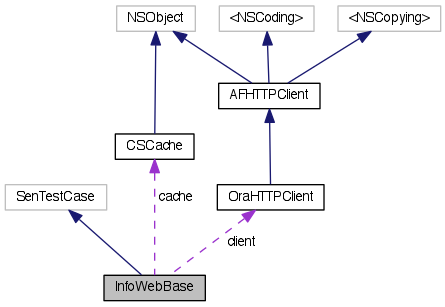 NSObject
<NSCoding>
<NSCopying>
AFHTTPClient
CSCache
SenTestCase
cache
OraHTTPClient
client
InfoWebBase